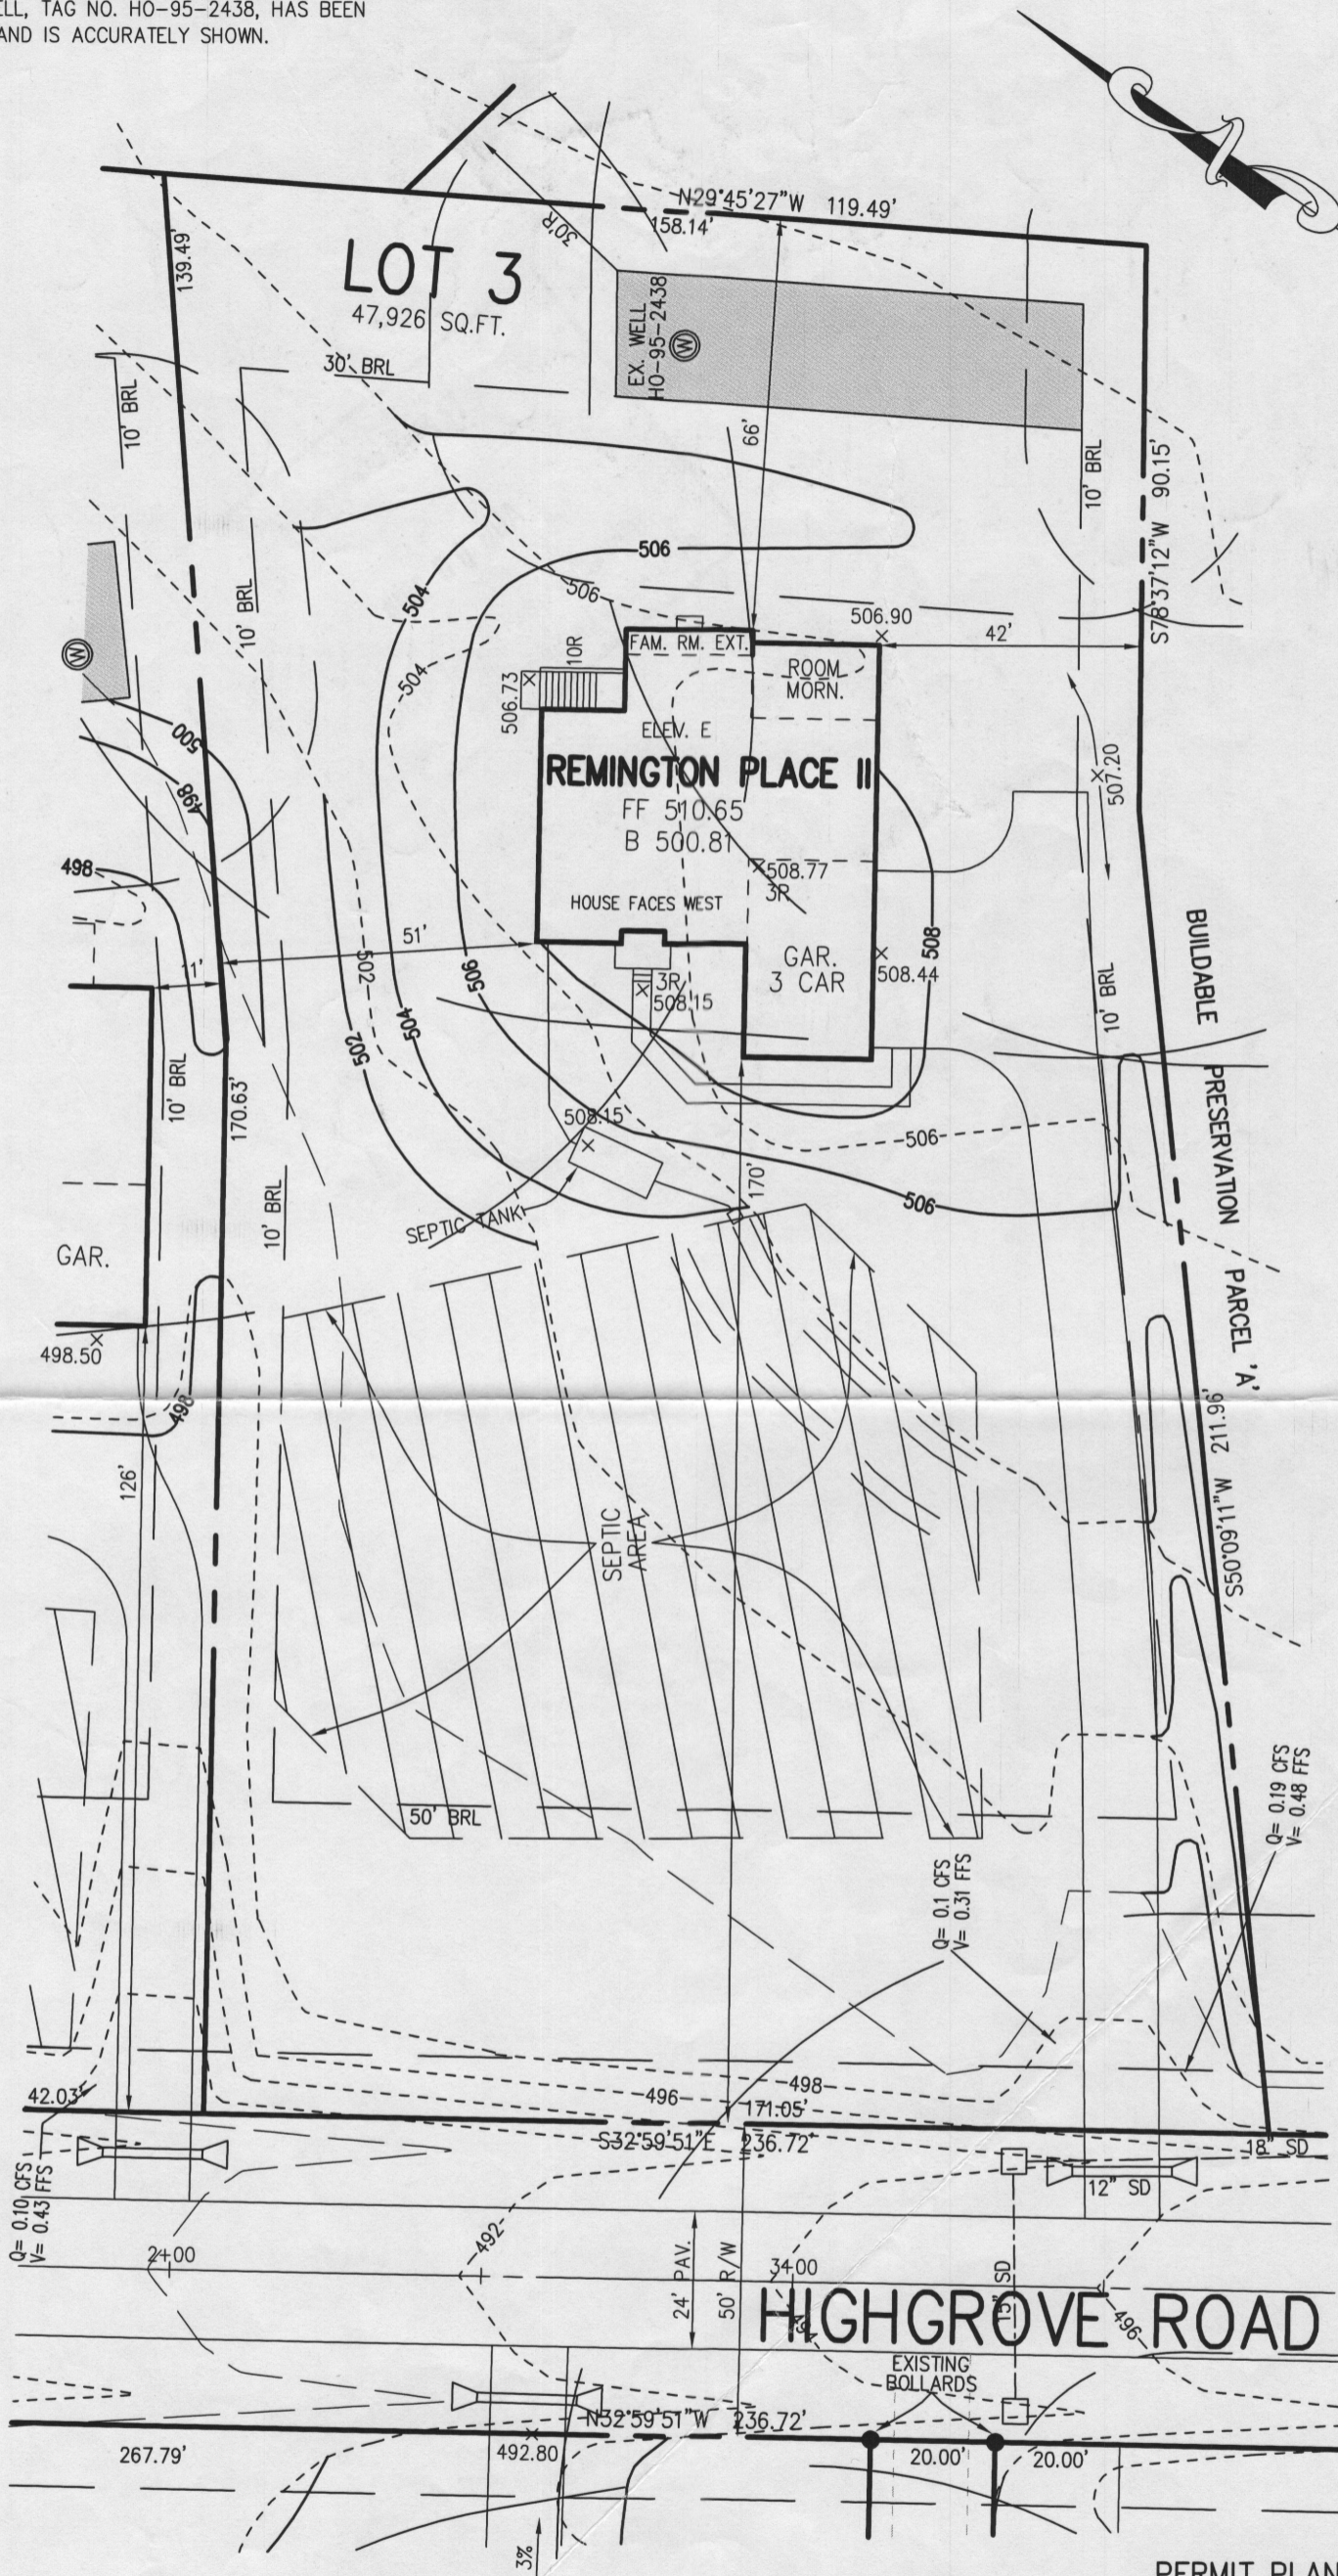 ELL, TAG NO. HO-95-2438, HAS BEEN
AND IS ACCURATELY SHOWN.
N29°45'27"W 119.49'
158.14'
30'R
139.49'
LOT 3
47,926 SQ.FT.
EX. WELL
HO-95-2438
W
30' BRL
10' BRL
66'
10' BRL
S78°37'12"W 90.15'
506
10' BRL
504
506
504
W
506.90
42'
FAM. RM. EXT.
10R
ROOM
MORN.
506.73
ELEV. E
REMINGTON PLACE II
FF 510.65
B 500.81
507.20
500
498
498
508.77
3R
HOUSE FACES WEST
51'
11'
502
506
504
502
GAR.
3 CAR
508.44
508
3R
508.15
10' BRL
BUILDABLE PRESERVATION PARCEL 'A'
10' BRL
170.63'
508.15
506
506
170'
10' BRL
SEPTIC TANK
GAR.
498.50
498
126'
S50°09'11"W 211.96'
SEPTIC
AREA
50' BRL
Q= 0.19 CFS
V= 0.48 FFS
Q= 0.1 CFS
V= 0.31 FFS
42.03'
496
498
171.05'
S32°59'51"E 236.72'
18" SD
12" SD
Q= 0.10 CFS
V= 0.43 FFS
2+00
492
24' PAV.
50' R/W
3+00
15" SD
494
496
HIGHGROVE ROAD
EXISTING
BOLLARDS
N32°59'51"W 236.72'
267.79'
492.80
20.00'
20.00'
3%
PERMIT PLAN